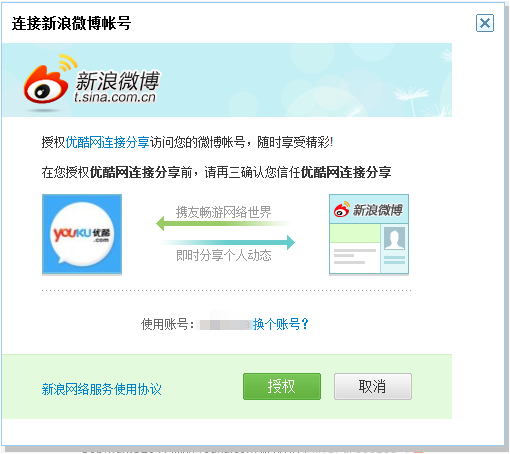 连接新浪微博帐号
新浪微博
t.sina.com.cn
授权优酷网连接分享访问您的微博帐号，随时享受精彩!
在您授权优酷网连接分享前，请再三确认您信任优酷网连接分享
YOUKU优酷
.com
携友畅游网络世界
即时分享个人动态
新浪微博
使用账号： 换个账号？
新浪网络服务使用协议
授权
取消